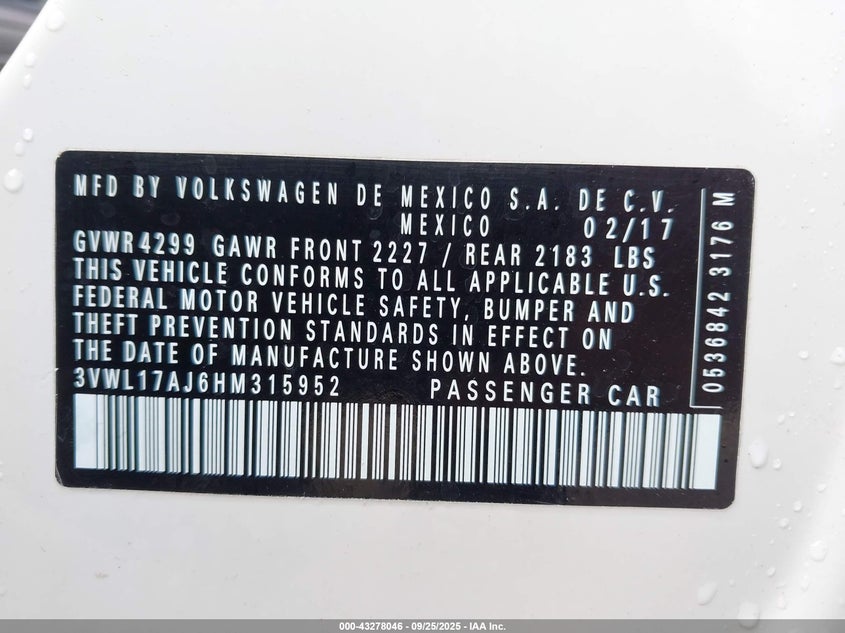 MFD BY VOLKSWAGEN DE MEXICO S.A. DE C.V.
MEXICO 02/17
GVWR 4299 GAWR FRONT 2227 / REAR 2183 LBS
THIS VEHICLE CONFORMS TO ALL APPLICABLE U.S.
FEDERAL MOTOR VEHICLE SAFETY, BUMPER AND
THEFT PREVENTION STANDARDS IN EFFECT ON
THE DATE OF MANUFACTURE SHOWN ABOVE.
3VWL17AJ6HM315952 PASSENGER CAR
0536842 3176 M
000-43278046 - 09/25/2025 - IAA Inc.